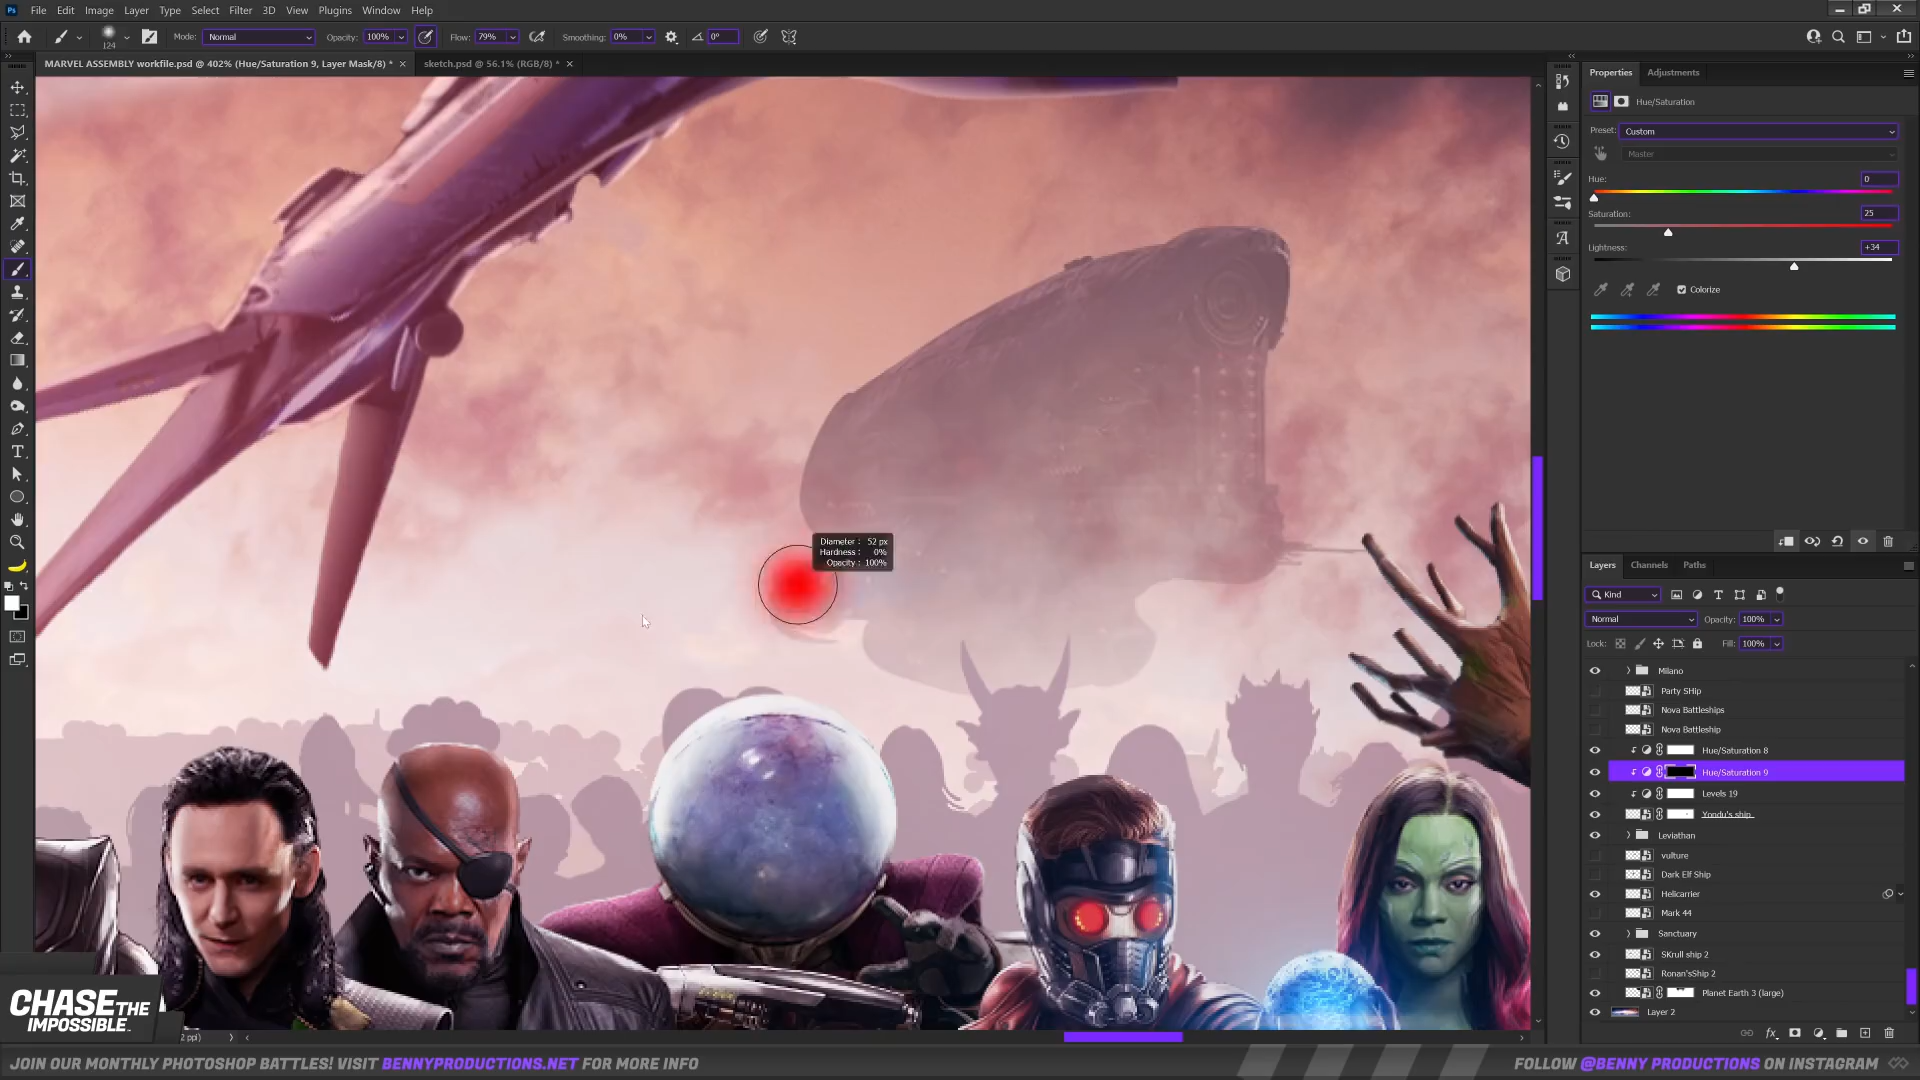 Ps File Edit Image Layer Type Select Filter 3D View Plugins Window Help
124 Mode: Normal Opacity: 100% Flow: 79% Smoothing: 0% 0°
MARVEL ASSEMBLY workfile.psd @ 402% (Hue/Saturation 9, Layer Mask/8) * × sketch.psd @ 56.1% (RGB/8) * ×
Properties Adjustments
Hue/Saturation
Preset: Custom
Master
Hue: 0
Saturation: 25
Lightness: +34
Colorize
Diameter : 52 px
Hardness : 0%
Opacity : 100%
Layers Channels Paths
Kind
Normal Opacity: 100%
Lock: Fill: 100%
Milano
Party SHip
Nova Battleships
Nova Battleship
Hue/Saturation 8
Hue/Saturation 9
Levels 19
Yondu's ship
Leviathan
vulture
Dark Elf Ship
Helicarrier
Mark 44
Sanctuary
SKrull ship 2
Ronan'sShip 2
Planet Earth 3 (large)
Layer 2
CHASE THE
IMPOSSIBLE
2 ppi)
JOIN OUR MONTHLY PHOTOSHOP BATTLES! VISIT BENNYPRODUCTIONS.NET FOR MORE INFO
FOLLOW @BENNY PRODUCTIONS ON INSTAGRAM